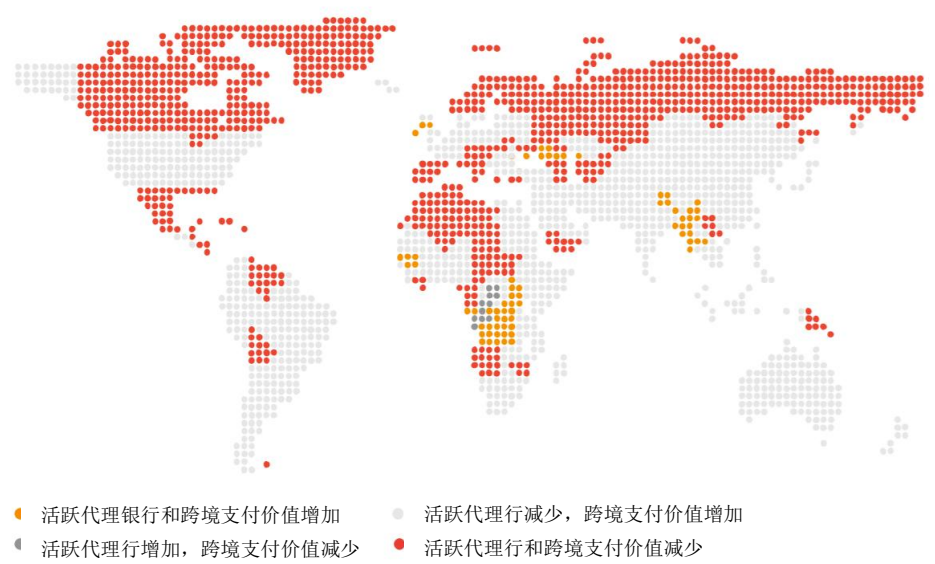 活跃代理银行和跨境支付价值增加
活跃代理行减少，跨境支付价值增加
活跃代理行增加，跨境支付价值减少
活跃代理行和跨境支付价值减少